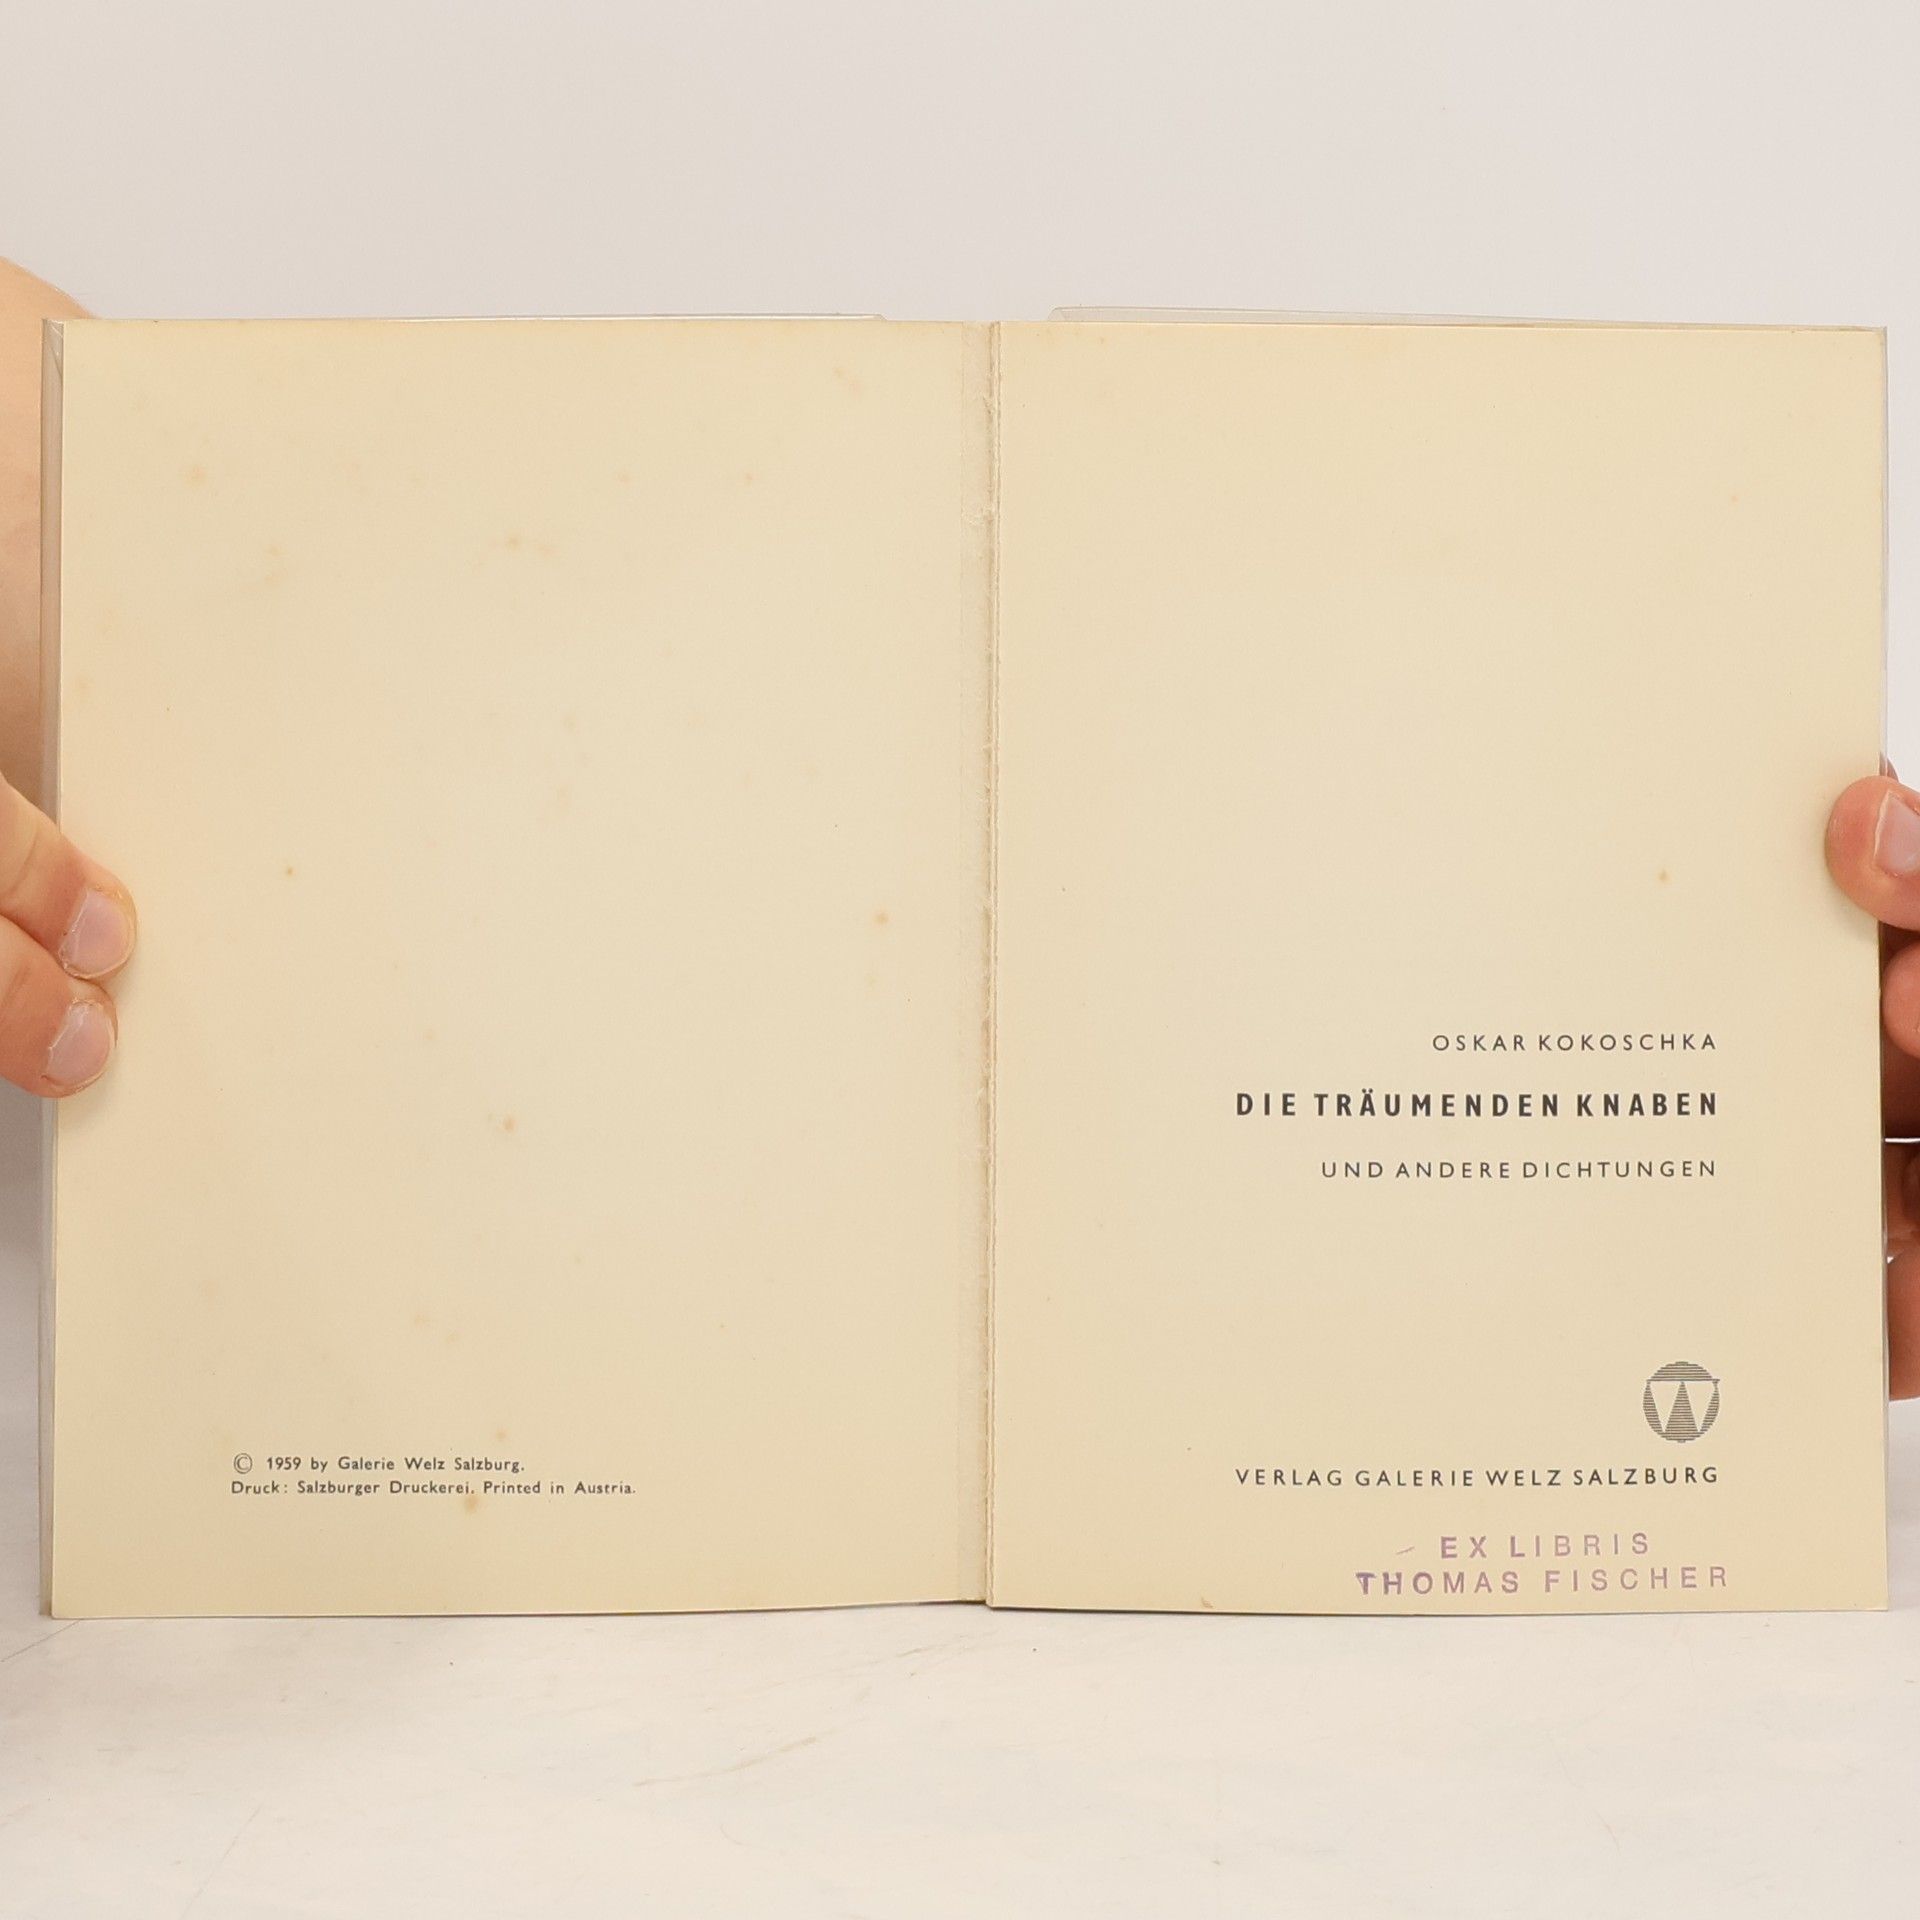 © 1959 by Galerie Welz Salzburg.
Druck: Salzburger Druckerei. Printed in Austria.
OSKAR KOKOSCHKA
DIE TRÄUMENDEN KNABEN
UND ANDERE DICHTUNGEN
VERLAG GALERIE WELZ SALZBURG
EX LIBRIS
THOMAS FISCHER